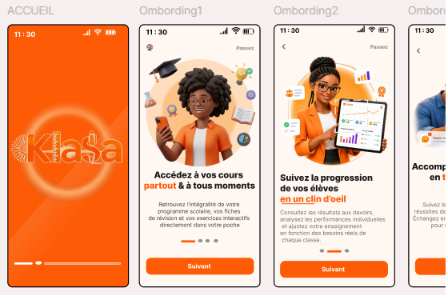 ACCUEIL
Ombording1
Ombording2
11:30
Klasa
11:30
Passez
Accédez à vos cours
partout & à tous moments
Retrouvez l'intégralité de votre
programme scolaire, vos fiches
de révision et vos exercices interactifs
directement dans votre poche
Suivant
11:30
Passez
Suivez la progression
de vos élèves
en un clin d'oeil
Consultez les résultats aux devoirs,
analysez les performances individuelles
et ajustez votre enseignement
en fonction des besoins réels de
chaque classe.
Suivant
11:30
Accomp
en t